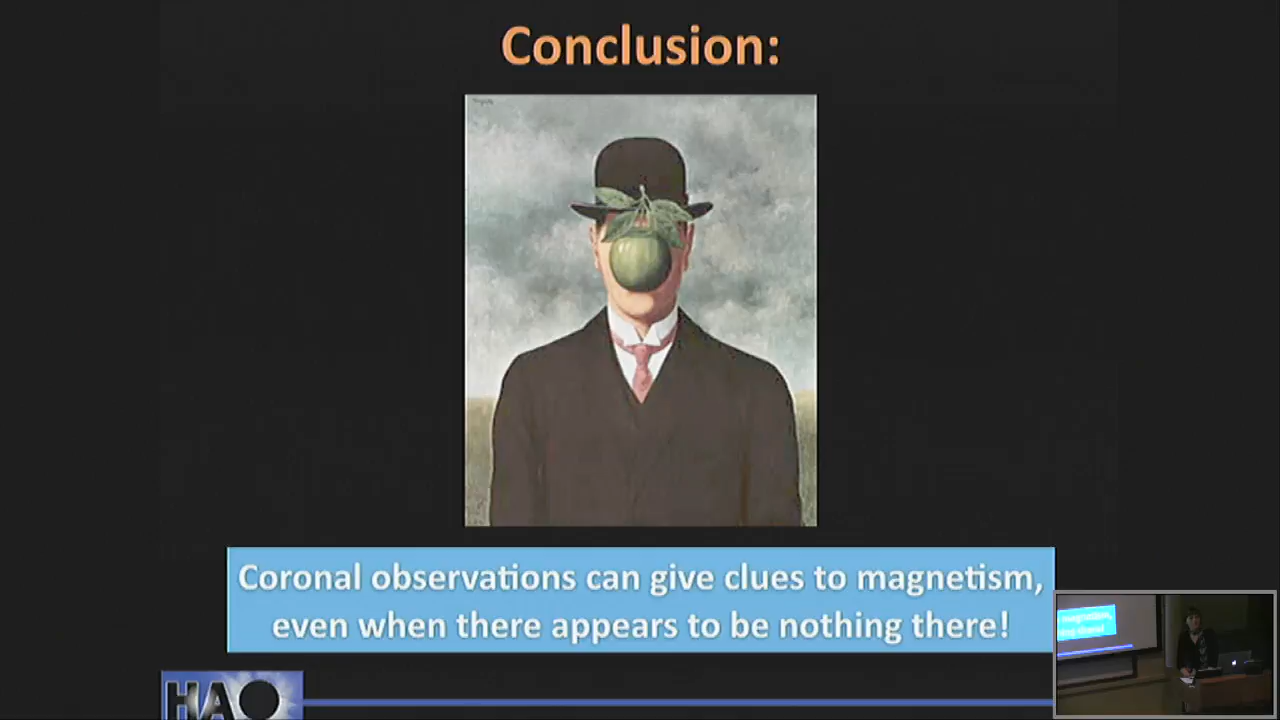 Conclusion:
Coronal observations can give clues to magnetism,
even when there appears to be nothing there!
HAO